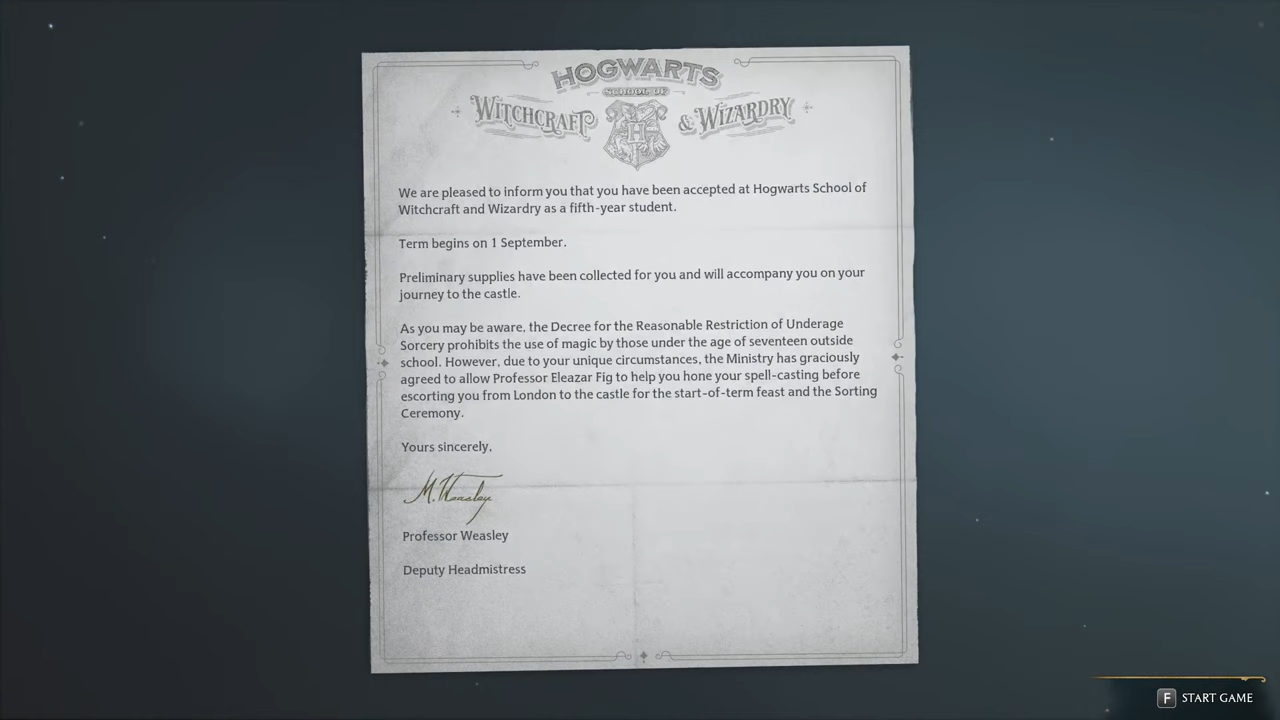 HOGWARTS
SCHOOL OF
WITCHCRAFT & WIZARDRY
H
We are pleased to inform you that you have been accepted at Hogwarts School of
Witchcraft and Wizardry as a fifth-year student.
Term begins on 1 September.
Preliminary supplies have been collected for you and will accompany you on your
journey to the castle.
As you may be aware, the Decree for the Reasonable Restriction of Underage
Sorcery prohibits the use of magic by those under the age of seventeen outside
school. However, due to your unique circumstances, the Ministry has graciously
agreed to allow Professor Eleazar Fig to help you hone your spell-casting before
escorting you from London to the castle for the start-of-term feast and the Sorting
Ceremony.
Yours sincerely,
M. Weasley
Professor Weasley
Deputy Headmistress
F START GAME